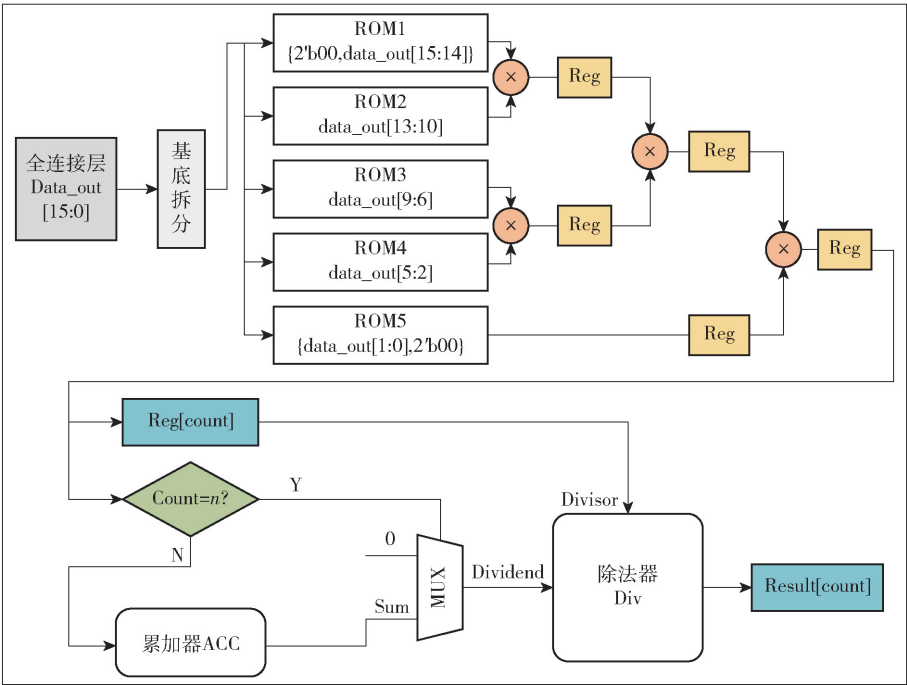 ROM1
{2'b00,data_out[15:14]}
×
Reg
ROM2
data_out[13:10]
×
Reg
全连接层
Data_out
[15:0]
基
底
拆
分
ROM3
data_out[9:6]
×
Reg
ROM4
data_out[5:2]
×
Reg
ROM5
{data_out[1:0],2'b00}
Reg
Reg[count]
Count=n?
Y
N
Divisor
0
MUX
Dividend
Sum
除法器
Div
Result[count]
累加器ACC